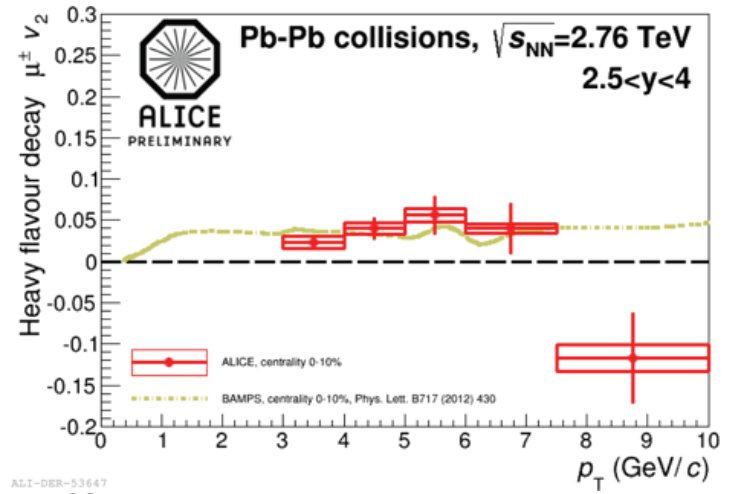 Pb-Pb collisions, √sNN=2.76 TeV
2.5<y<4
ALICE
PRELIMINARY
Heavy flavour decay μ± v2
0.3
0.25
0.2
0.15
0.1
0.05
0
-0.05
-0.1
-0.15
-0.2
ALICE, centrality 0-10%
BAMPS, centrality 0-10%, Phys. Lett. B717 (2012) 430
0 1 2 3 4 5 6 7 8 9 10
pT (GeV/c)
ALI-DER-53647